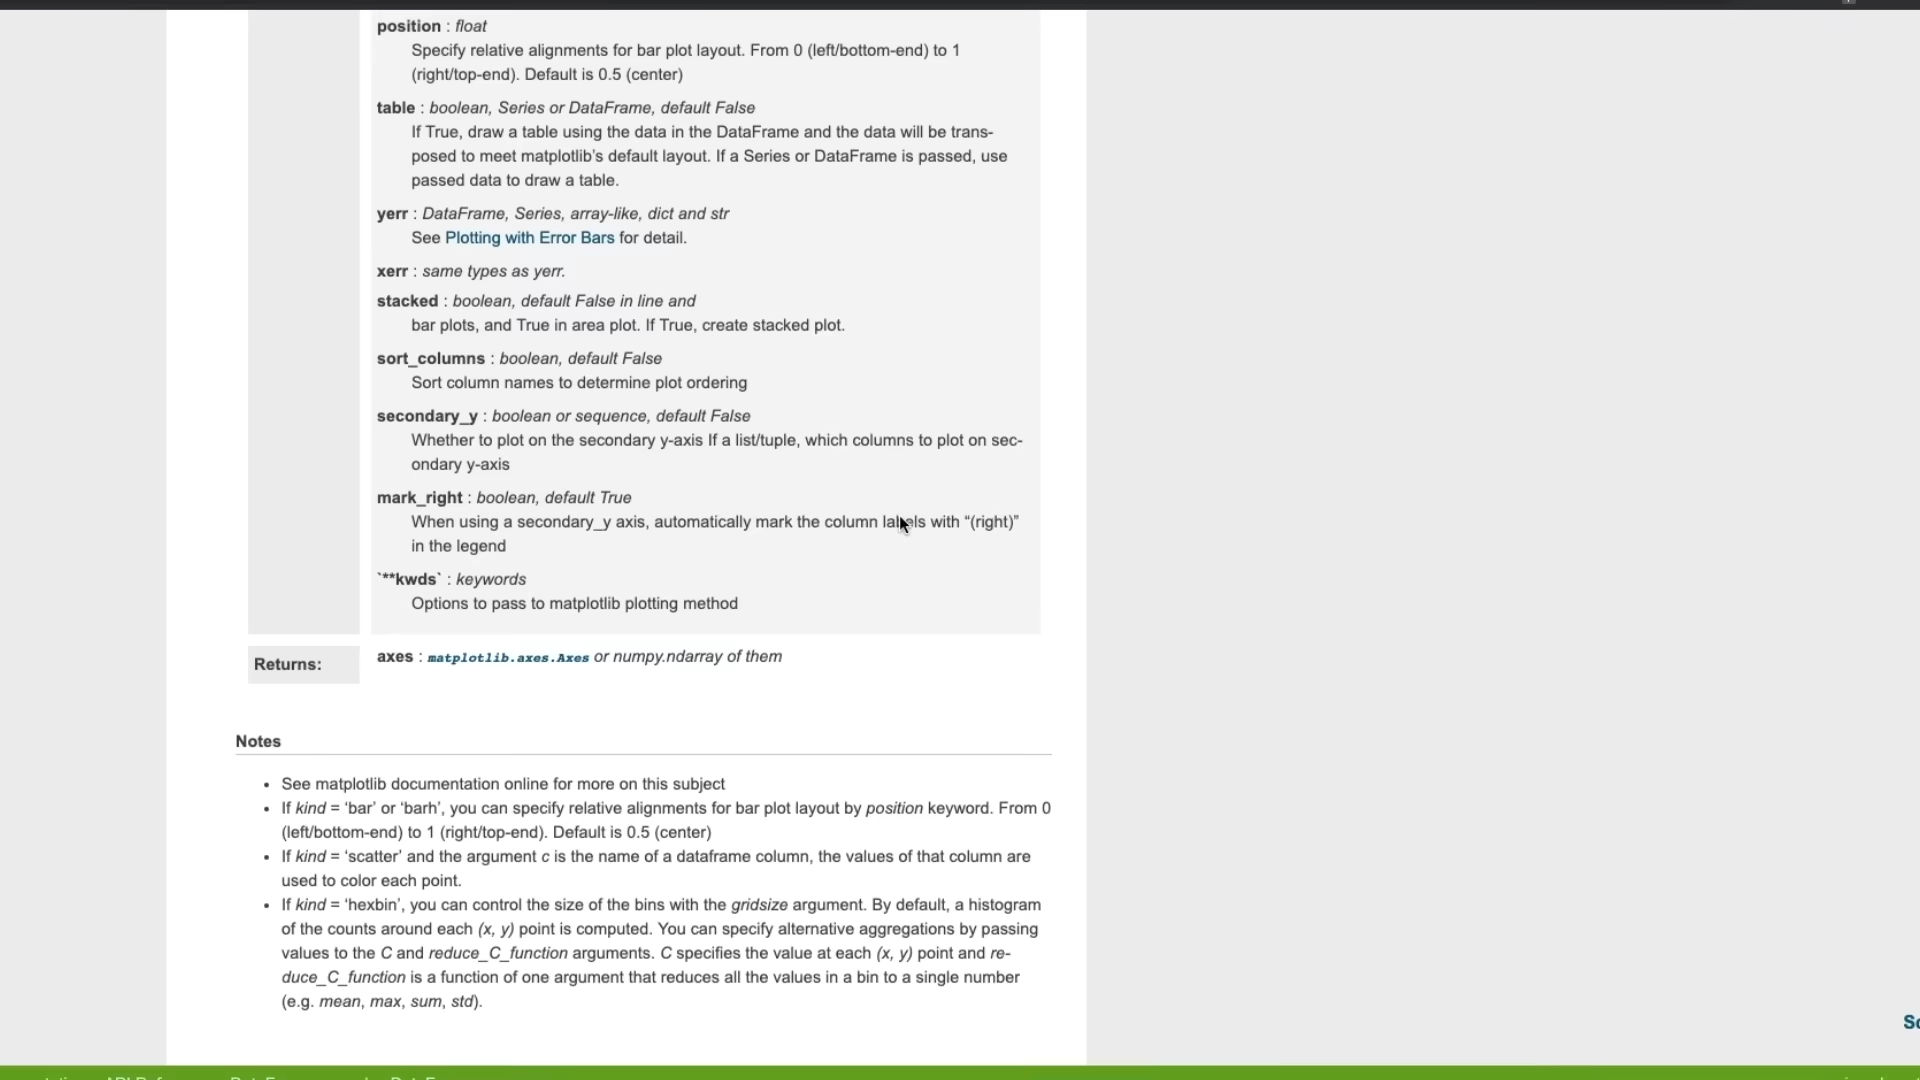 position : float
Specify relative alignments for bar plot layout. From 0 (left/bottom-end) to 1
(right/top-end). Default is 0.5 (center)
table : boolean, Series or DataFrame, default False
If True, draw a table using the data in the DataFrame and the data will be trans-
posed to meet matplotlib’s default layout. If a Series or DataFrame is passed, use
passed data to draw a table.
yerr : DataFrame, Series, array-like, dict and str
See Plotting with Error Bars for detail.
xerr : same types as yerr.
stacked : boolean, default False in line and
bar plots, and True in area plot. If True, create stacked plot.
sort_columns : boolean, default False
Sort column names to determine plot ordering
secondary_y : boolean or sequence, default False
Whether to plot on the secondary y-axis If a list/tuple, which columns to plot on sec-
ondary y-axis
mark_right : boolean, default True
When using a secondary_y axis, automatically mark the column labels with “(right)”
in the legend
`**kwds` : keywords
Options to pass to matplotlib plotting method
Returns:
axes : matplotlib.axes.Axes or numpy.ndarray of them
Notes
• See matplotlib documentation online for more on this subject
• If kind = ‘bar’ or ‘barh’, you can specify relative alignments for bar plot layout by position keyword. From 0
(left/bottom-end) to 1 (right/top-end). Default is 0.5 (center)
• If kind = ‘scatter’ and the argument c is the name of a dataframe column, the values of that column are
used to color each point.
• If kind = ‘hexbin’, you can control the size of the bins with the gridsize argument. By default, a histogram
of the counts around each (x, y) point is computed. You can specify alternative aggregations by passing
values to the C and reduce_C_function arguments. C specifies the value at each (x, y) point and re-
duce_C_function is a function of one argument that reduces all the values in a bin to a single number
(e.g. mean, max, sum, std).